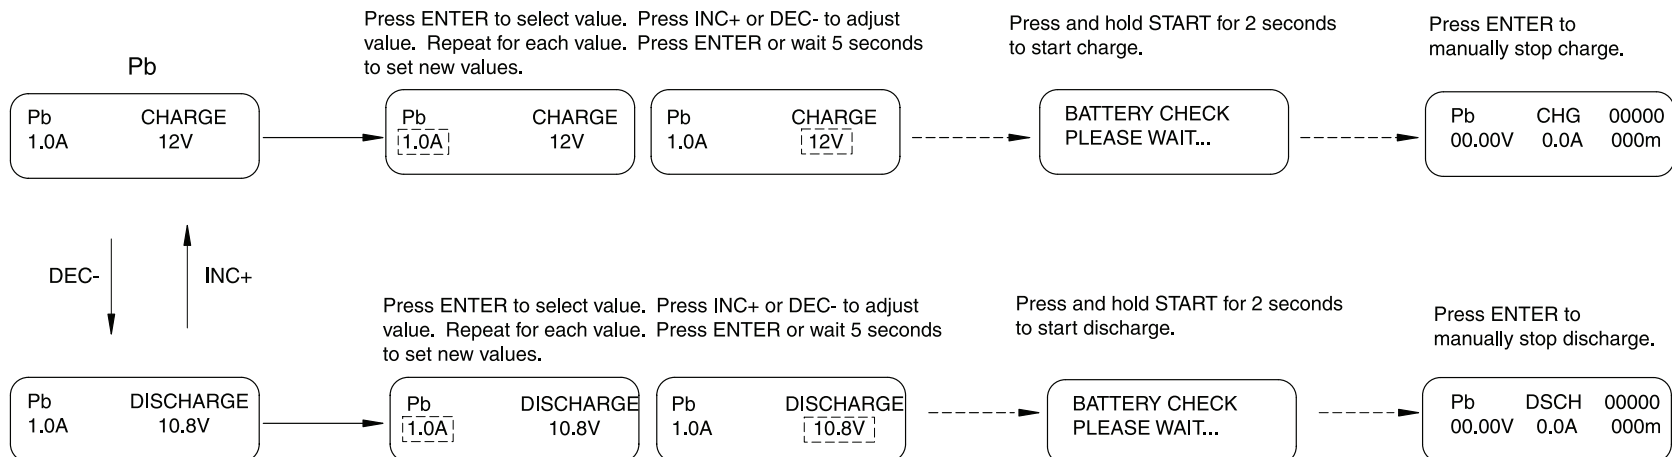 Press ENTER to select value. Press INC+ or DEC- to adjust
value. Repeat for each value. Press ENTER or wait 5 seconds
to set new values.
Press and hold START for 2 seconds
to start charge.
Press ENTER to
manually stop charge.
Pb
Pb CHARGE
1.0A 12V
Pb CHARGE
1.0A 12V
Pb CHARGE
1.0A 12V
BATTERY CHECK
PLEASE WAIT...
Pb CHG 00000
00.00V 0.0A 000m
DEC- INC+
Press ENTER to select value. Press INC+ or DEC- to adjust
value. Repeat for each value. Press ENTER or wait 5 seconds
to set new values.
Press and hold START for 2 seconds
to start discharge.
Press ENTER to
manually stop discharge.
Pb DISCHARGE
1.0A 10.8V
Pb DISCHARGE
1.0A 10.8V
Pb DISCHARGE
1.0A 10.8V
BATTERY CHECK
PLEASE WAIT...
Pb DSCH 00000
00.00V 0.0A 000m